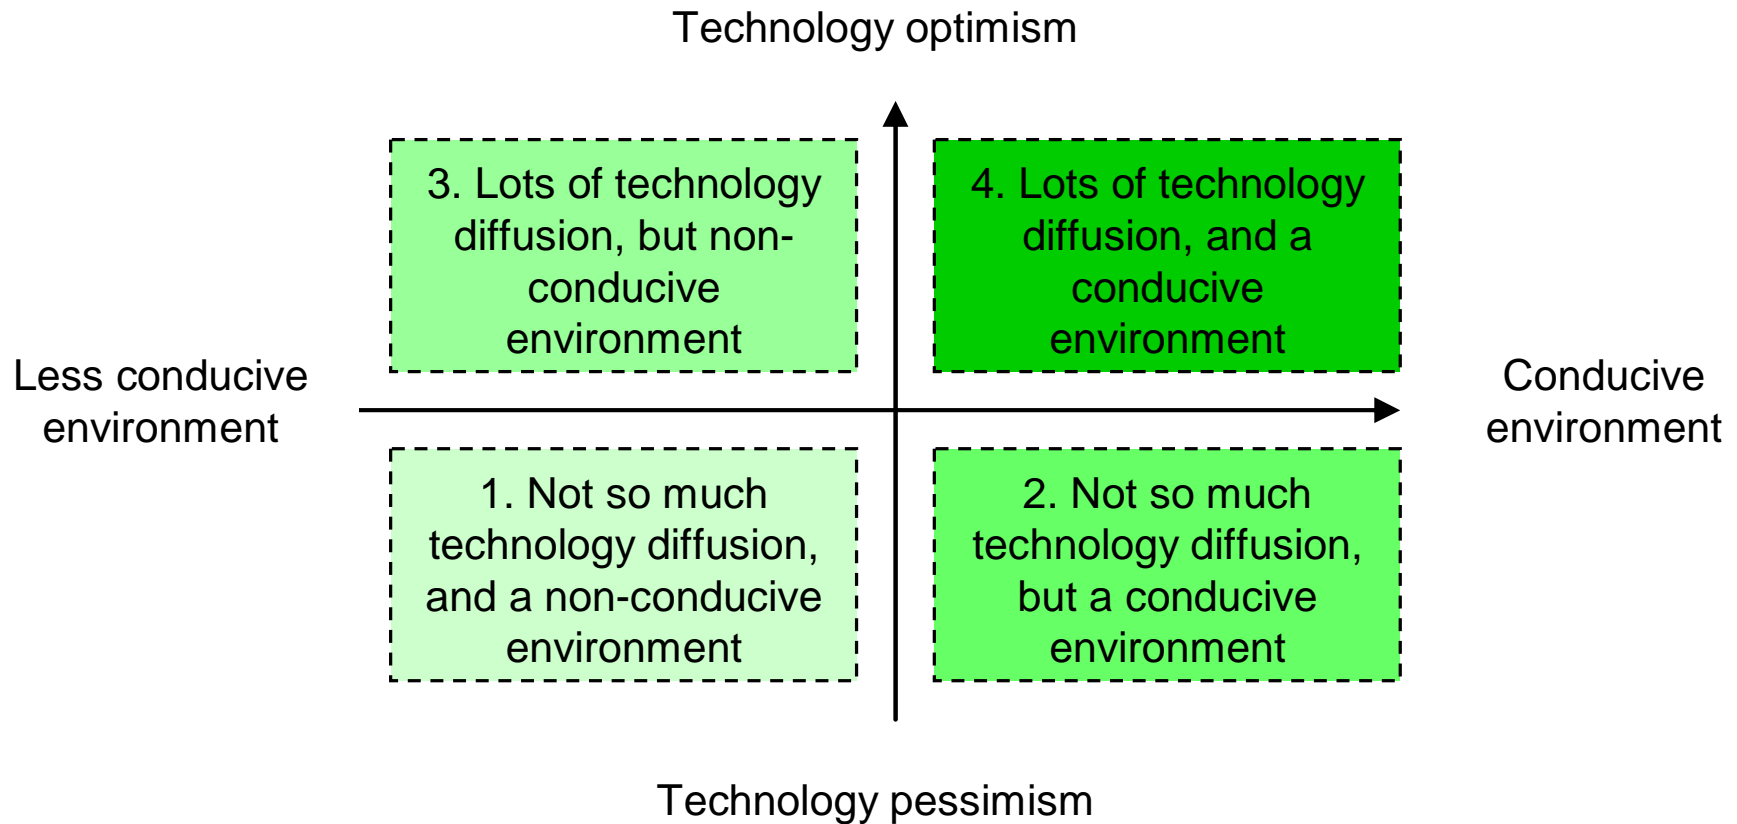 Technology optimism
3. Lots of technology
diffusion, but non-
conducive
environment
4. Lots of technology
diffusion, and a
conducive
environment
Less conducive
environment
Conducive
environment
1. Not so much
technology diffusion,
and a non-conducive
environment
2. Not so much
technology diffusion,
but a conducive
environment
Technology pessimism